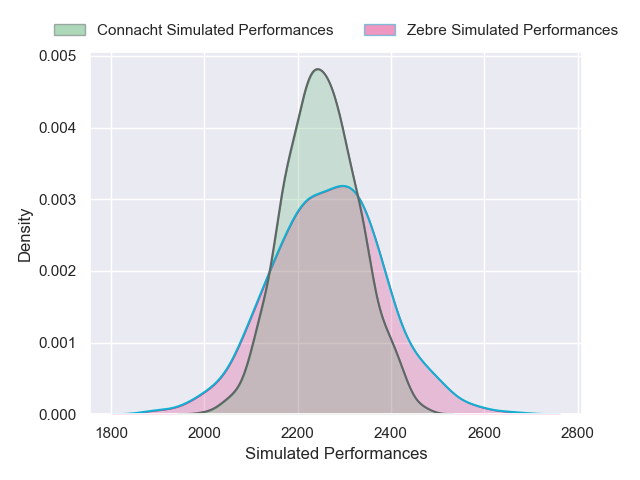 Connacht Simulated Performances
Zebre Simulated Performances
0.005
0.004
0.003
0.002
0.001
0.000
Density
1800 2000 2200 2400 2600 2800
Simulated Performances